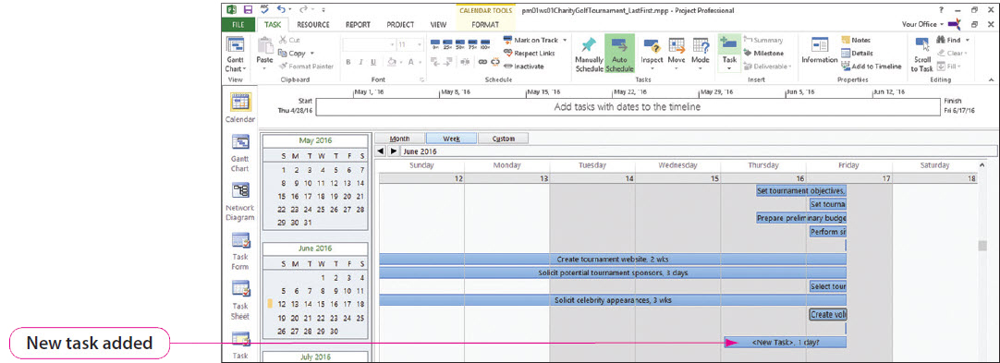 CALENDAR TOOLS
pm01ws01CharityGolfTournament_LastFirst.mpp - Project Professional
FILE TASK RESOURCE REPORT PROJECT VIEW FORMAT
Your Office
Gantt Chart
View
Paste
Cut
Copy
Format Painter
Clipboard
11
B I U
Font
Mark on Track
Respect Links
Inactivate
Schedule
Manually Schedule
Auto Schedule
Inspect
Move
Mode
Tasks
Task
Summary
Milestone
Deliverable
Insert
Information
Notes
Details
Add to Timeline
Properties
Scroll to Task
Find
Clear
Fill
Editing
May 1, '16 May 8, '16 May 15, '16 May 22, '16 May 29, '16 Jun 5, '16 Jun 12, '16
Start
Thu 4/28/16
Add tasks with dates to the timeline
Finish
Fri 6/17/16
Calendar
Gantt Chart
Network Diagram
Task Form
Task Sheet
Task
May 2016
S M T W T F S
1 2 3 4 5 6 7
8 9 10 11 12 13 14
15 16 17 18 19 20 21
22 23 24 25 26 27 28
29 30 31
June 2016
S M T W T F S
1 2 3 4
5 6 7 8 9 10 11
12 13 14 15 16 17 18
19 20 21 22 23 24 25
26 27 28 29 30
July 2016
Month Week Custom
June 2016
Sunday Monday Tuesday Wednesday Thursday Friday Saturday
12 13 14 15 16 17 18
Set tournament objectives,
Set tourna
Prepare preliminary budge
Perform si
Create tournament website, 2 wks
Solicit potential tournament sponsors, 3 days
Select tour
Solicit celebrity appearances, 3 wks
Create volu
<New Task>, 1 day?
New task added